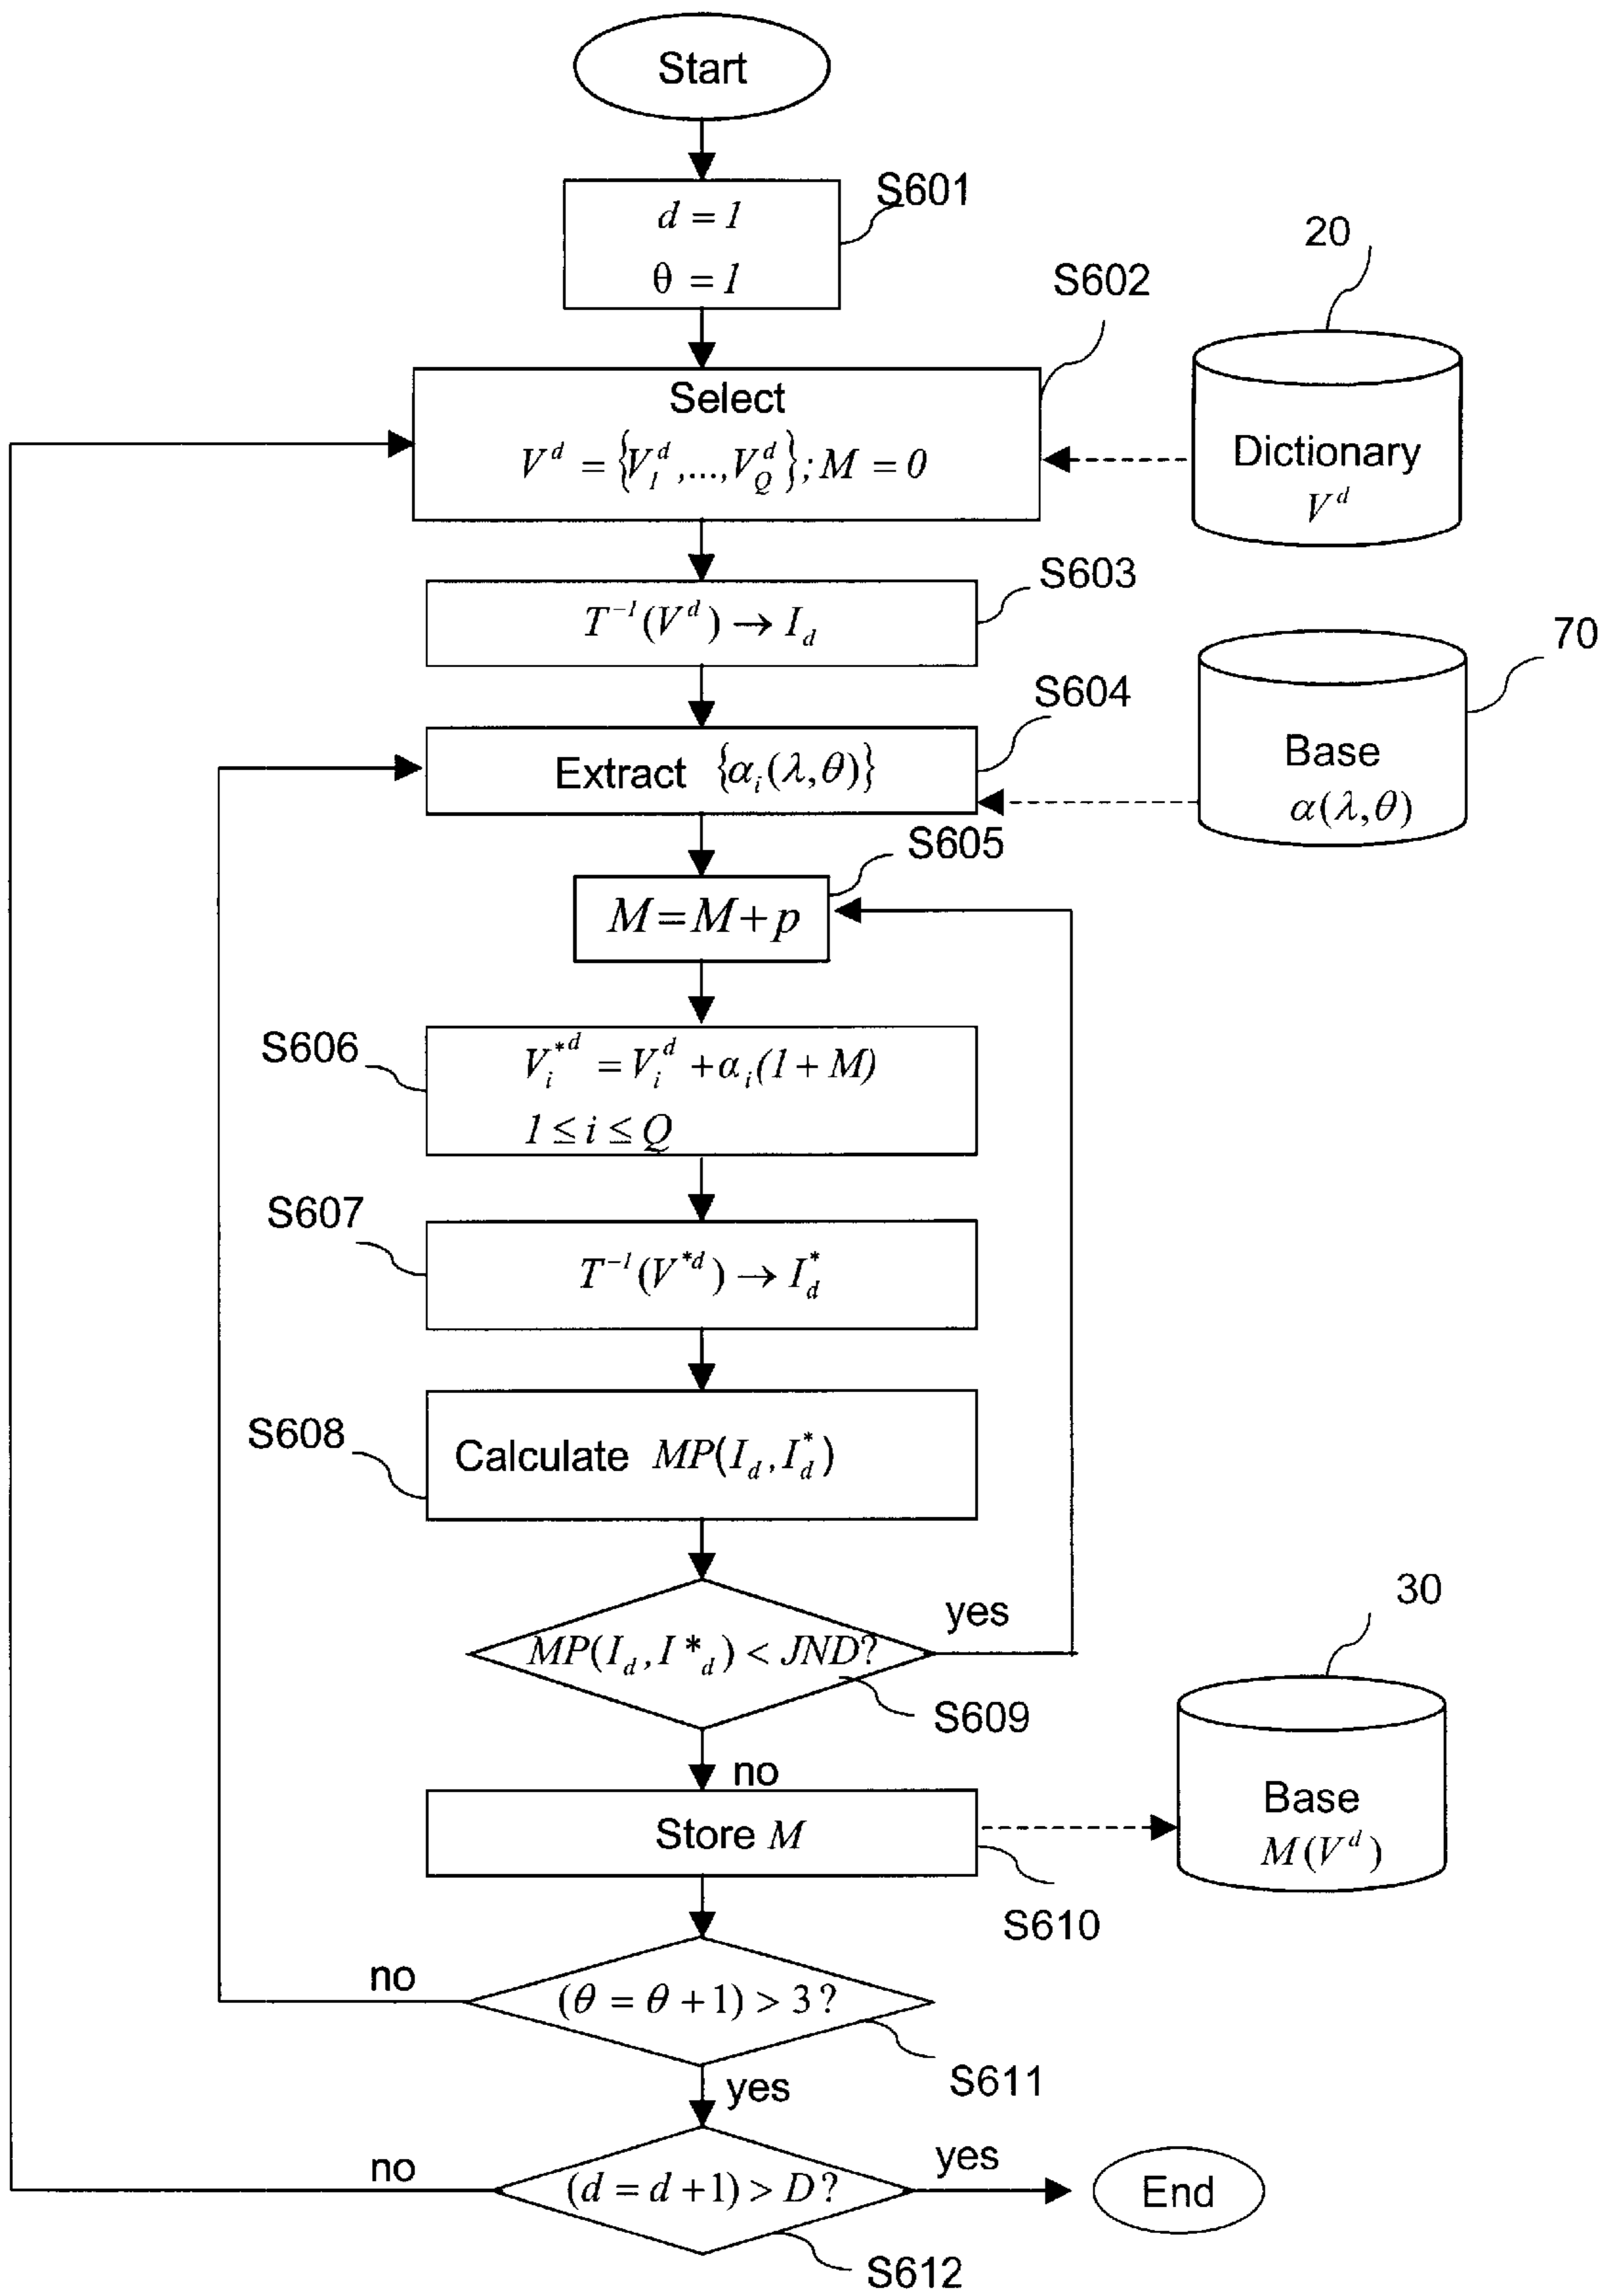 Start
S601
d = 1
θ = 1
20
S602
Select
V^d = {V_1^d ,..., V_Q^d}; M = 0
Dictionary
V^d
S603
T^-1(V^d) → I_d
70
S604
Extract {α_i(λ,θ)}
Base
α(λ,θ)
S605
M=M+p
S606
V_i^*d = V_i^d +α_i(1 + M)
1 ≤ i ≤ Q
S607
T^-1(V^*d) → I_d^*
S608
Calculate MP(I_d, I_d^*)
30
yes
MP(I_d, I*_d) < JND?
S609
no
Base
M(V^d)
Store M
S610
no
(θ = θ +1) > 3?
S611
yes
no
(d = d +1) > D?
yes
End
S612